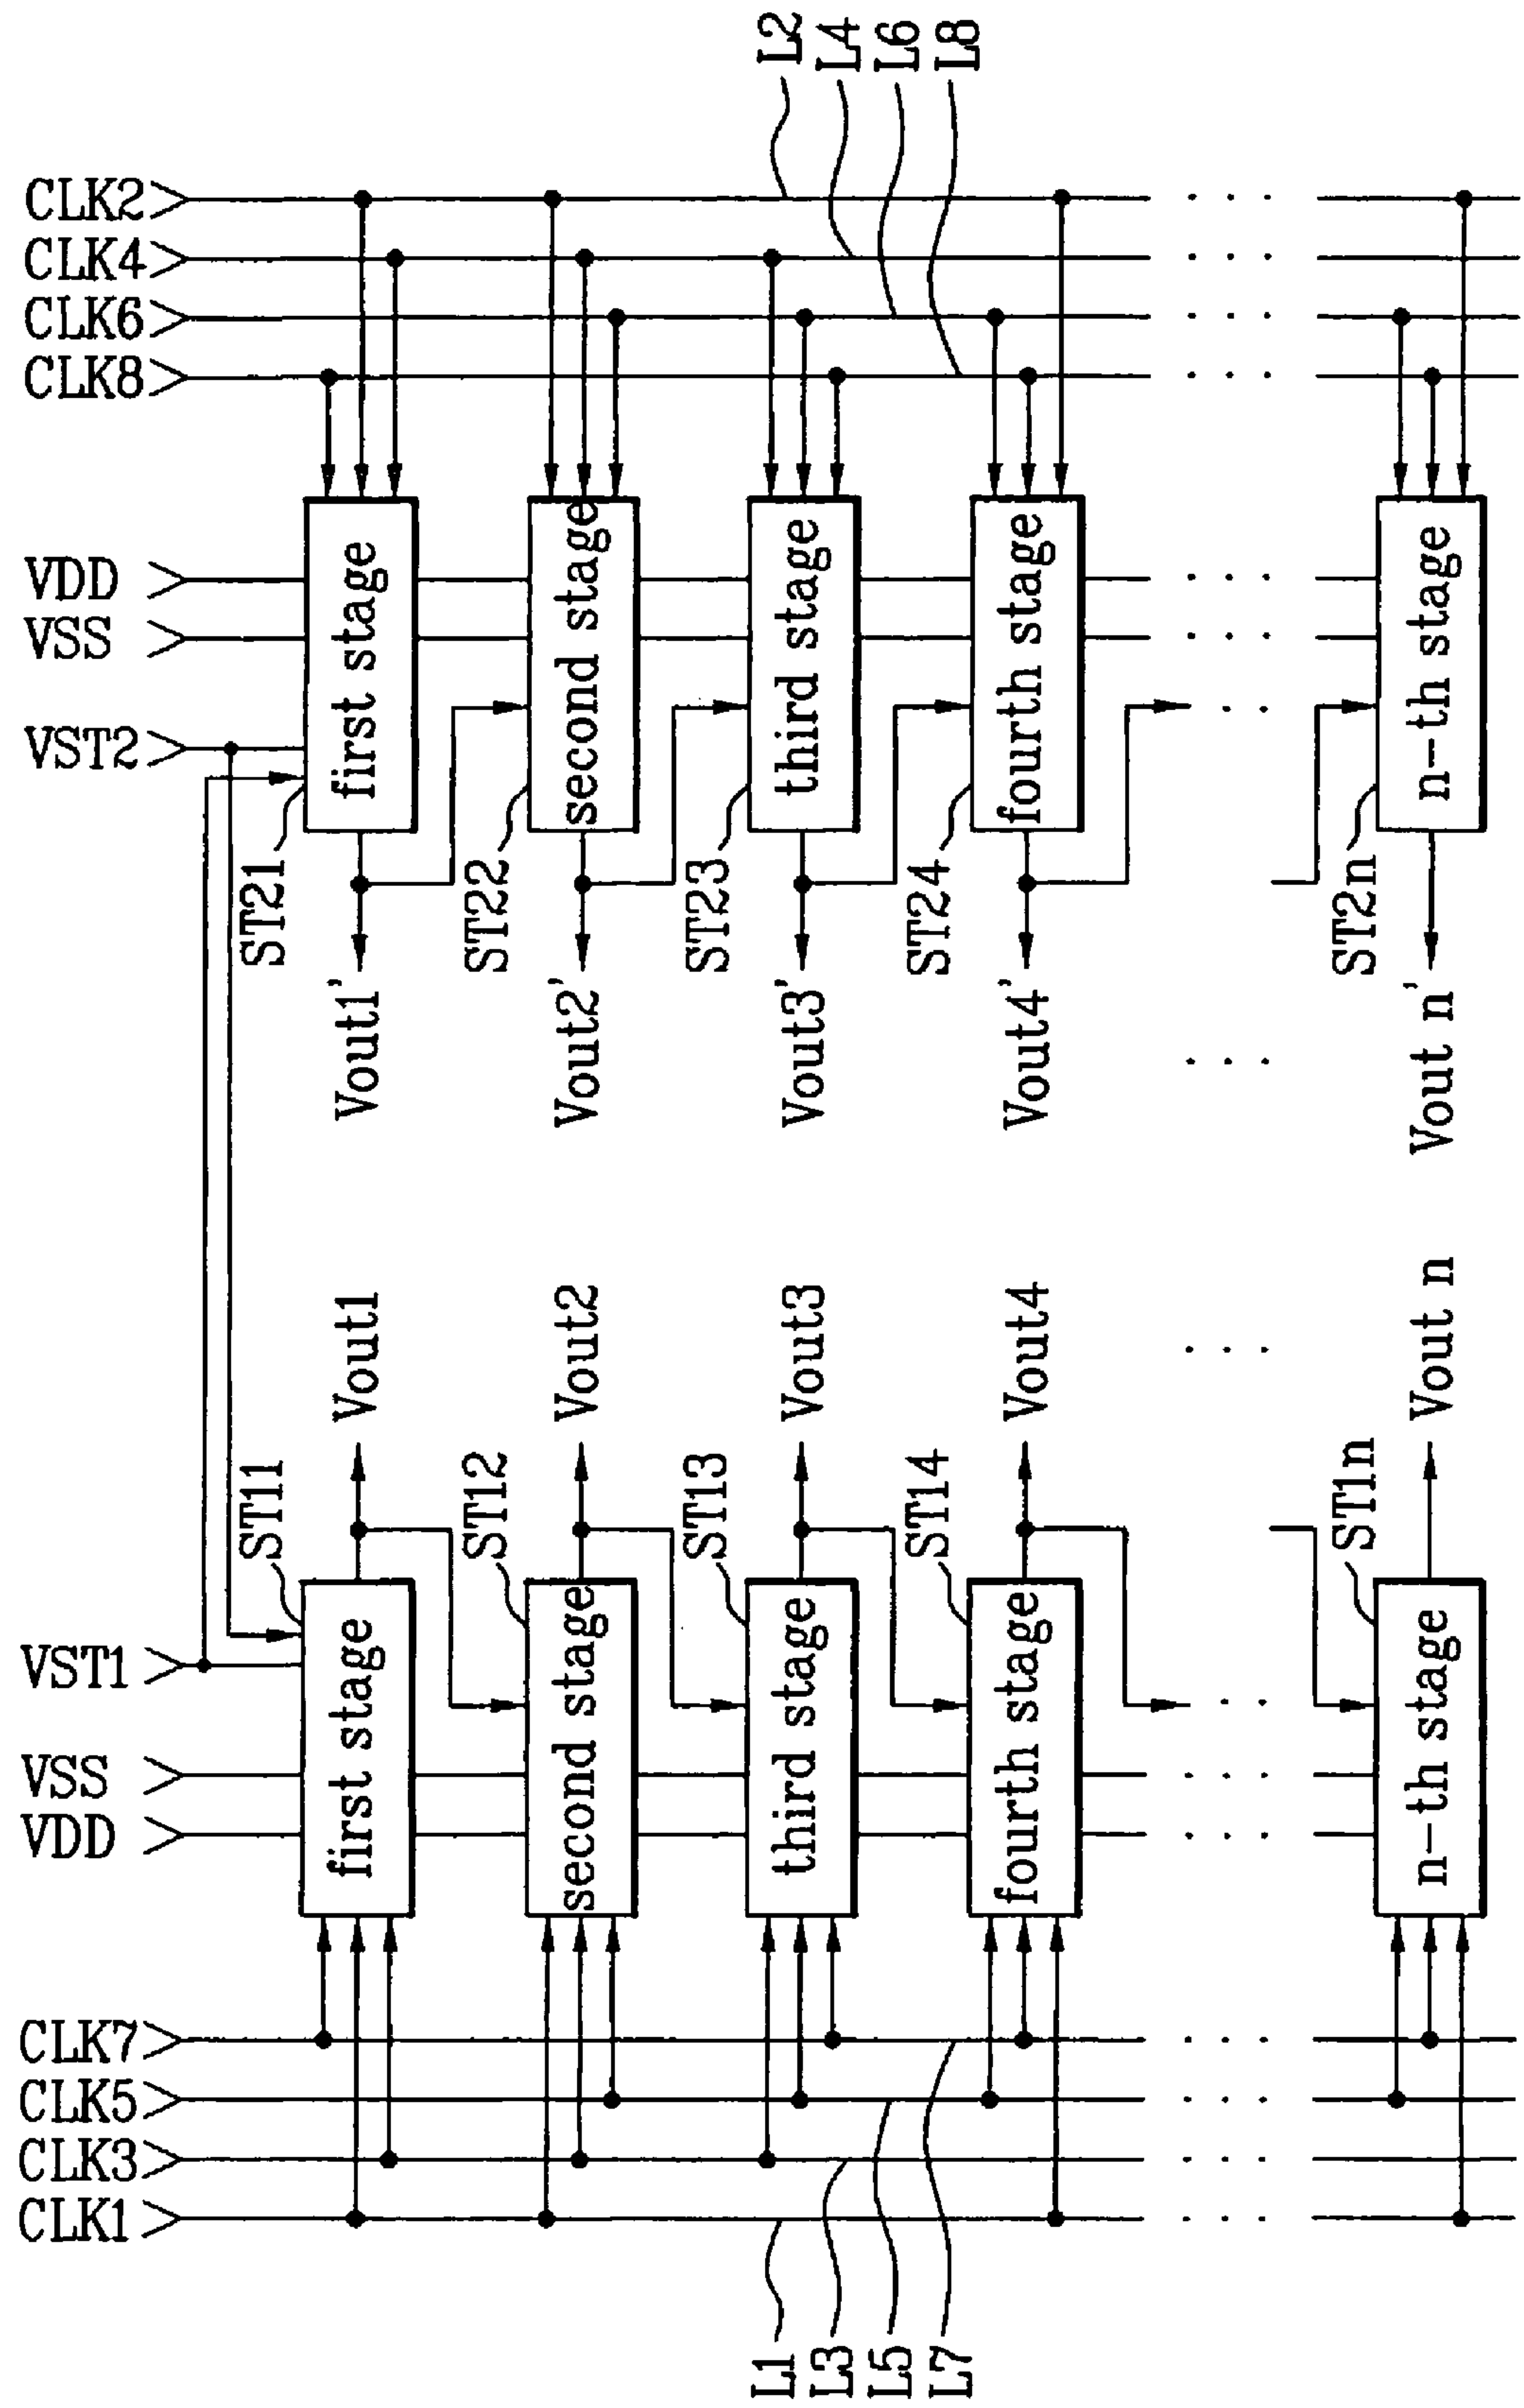 L2
L4
L6
L8
CLK2
CLK4
CLK6
CLK8
VDD
VSS
VST2
first stage
second stage
third stage
fourth stage
n-th stage
ST21
ST22
ST23
ST24
ST2n
Vout1'
Vout2'
Vout3'
Vout4'
. . .
Vout n'
Vout1
Vout2
Vout3
Vout4
. . .
Vout n
ST11
ST12
ST13
ST14
ST1n
VST1
VSS
VDD
first stage
second stage
third stage
fourth stage
n-th stage
CLK7
CLK5
CLK3
CLK1
L1
L3
L5
L7